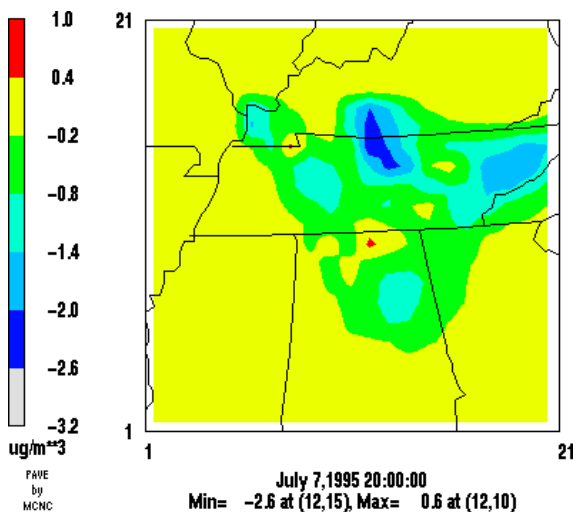 1.0
0.4
-0.2
-0.8
-1.4
-2.0
-2.6
-3.2
ug/m**3
PAVE
by
MCNC
21
1
1
21
July 7,1995 20:00:00
Min= -2.6 at (12,15), Max= 0.6 at (12,10)